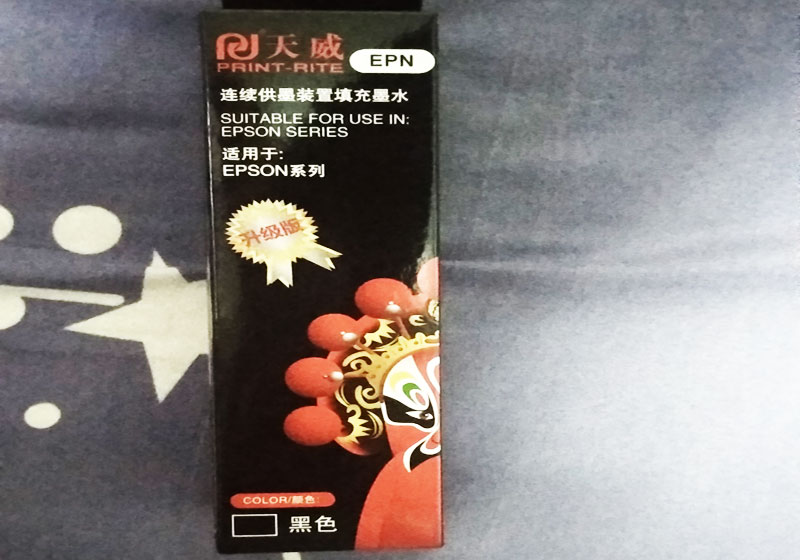 天威
PRINT-RITE
EPN
连续供墨装置填充墨水
SUITABLE FOR USE IN:
EPSON SERIES
适用于:
EPSON系列
升级版
COLOR/颜色:
黑色